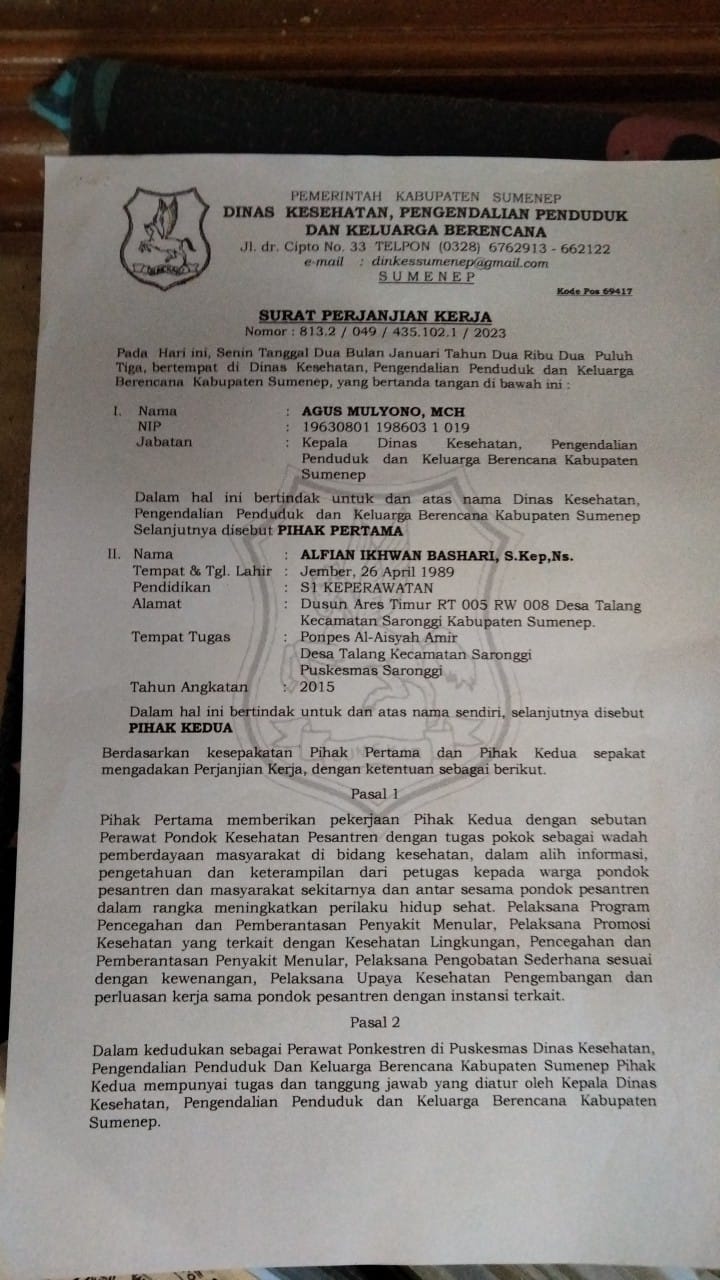 PEMERINTAH KABUPATEN SUMENEP
DINAS KESEHATAN, PENGENDALIAN PENDUDUK
DAN KELUARGA BERENCANA
Jl. dr. Cipto No. 33 TELPON (0328) 6762913 - 662122
e-mail : dinkessumenep@gmail.com
SUMENEP
Kode Pos 69417
SURAT PERJANJIAN KERJA
Nomor : 813.2 / 049 / 435.102.1 / 2023
Pada Hari ini, Senin Tanggal Dua Bulan Januari Tahun Dua Ribu Dua Puluh
Tiga, bertempat di Dinas Kesehatan, Pengendalian Penduduk dan Keluarga
Berencana Kabupaten Sumenep, yang bertanda tangan di bawah ini :
I. Nama : AGUS MULYONO, MCH
NIP : 19630801 198603 1 019
Jabatan : Kepala Dinas Kesehatan, Pengendalian
Penduduk dan Keluarga Berencana Kabupaten
Sumenep
Dalam hal ini bertindak untuk dan atas nama Dinas Kesehatan,
Pengendalian Penduduk dan Keluarga Berencana Kabupaten Sumenep
Selanjutnya disebut PIHAK PERTAMA
II. Nama : ALFIAN IKHWAN BASHARI, S.Kep,Ns.
Tempat & Tgl. Lahir : Jember, 26 April 1989
Pendidikan : S1 KEPERAWATAN
Alamat : Dusun Ares Timur RT 005 RW 008 Desa Talang
Kecamatan Saronggi Kabupaten Sumenep.
Tempat Tugas : Ponpes Al-Aisyah Amir
Desa Talang Kecamatan Saronggi
Puskesmas Saronggi
Tahun Angkatan : 2015
Dalam hal ini bertindak untuk dan atas nama sendiri, selanjutnya disebut
PIHAK KEDUA
Berdasarkan kesepakatan Pihak Pertama dan Pihak Kedua sepakat
mengadakan Perjanjian Kerja, dengan ketentuan sebagai berikut.
Pasal 1
Pihak Pertama memberikan pekerjaan Pihak Kedua dengan sebutan
Perawat Pondok Kesehatan Pesantren dengan tugas pokok sebagai wadah
pemberdayaan masyarakat di bidang kesehatan, dalam alih informasi,
pengetahuan dan keterampilan dari petugas kepada warga pondok
pesantren dan masyarakat sekitarnya dan antar sesama pondok pesantren
dalam rangka meningkatkan perilaku hidup sehat. Pelaksana Program
Pencegahan dan Pemberantasan Penyakit Menular, Pelaksana Promosi
Kesehatan yang terkait dengan Kesehatan Lingkungan, Pencegahan dan
Pemberantasan Penyakit Menular, Pelaksana Pengobatan Sederhana sesuai
dengan kewenangan, Pelaksana Upaya Kesehatan Pengembangan dan
perluasan kerja sama pondok pesantren dengan instansi terkait.
Pasal 2
Dalam kedudukan sebagai Perawat Ponkestren di Puskesmas Dinas Kesehatan,
Pengendalian Penduduk Dan Keluarga Berencana Kabupaten Sumenep Pihak
Kedua mempunyai tugas dan tanggung jawab yang diatur oleh Kepala Dinas
Kesehatan, Pengendalian Penduduk dan Keluarga Berencana Kabupaten
Sumenep.